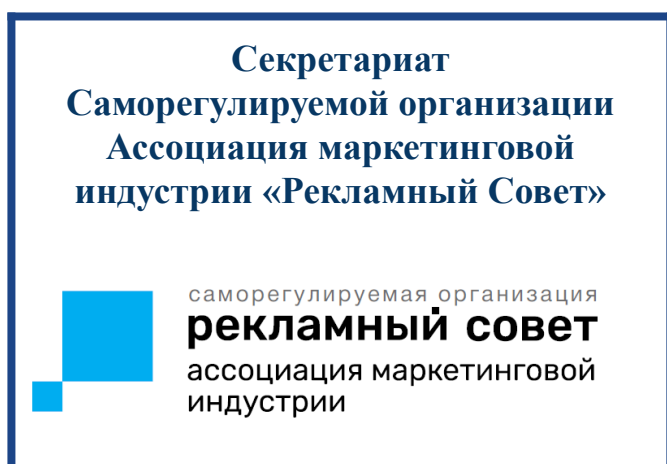 Секретариат
Саморегулируемой организации
Ассоциация маркетинговой
индустрии «Рекламный Совет»
саморегулируемая организация
рекламный совет
ассоциация маркетинговой
индустрии